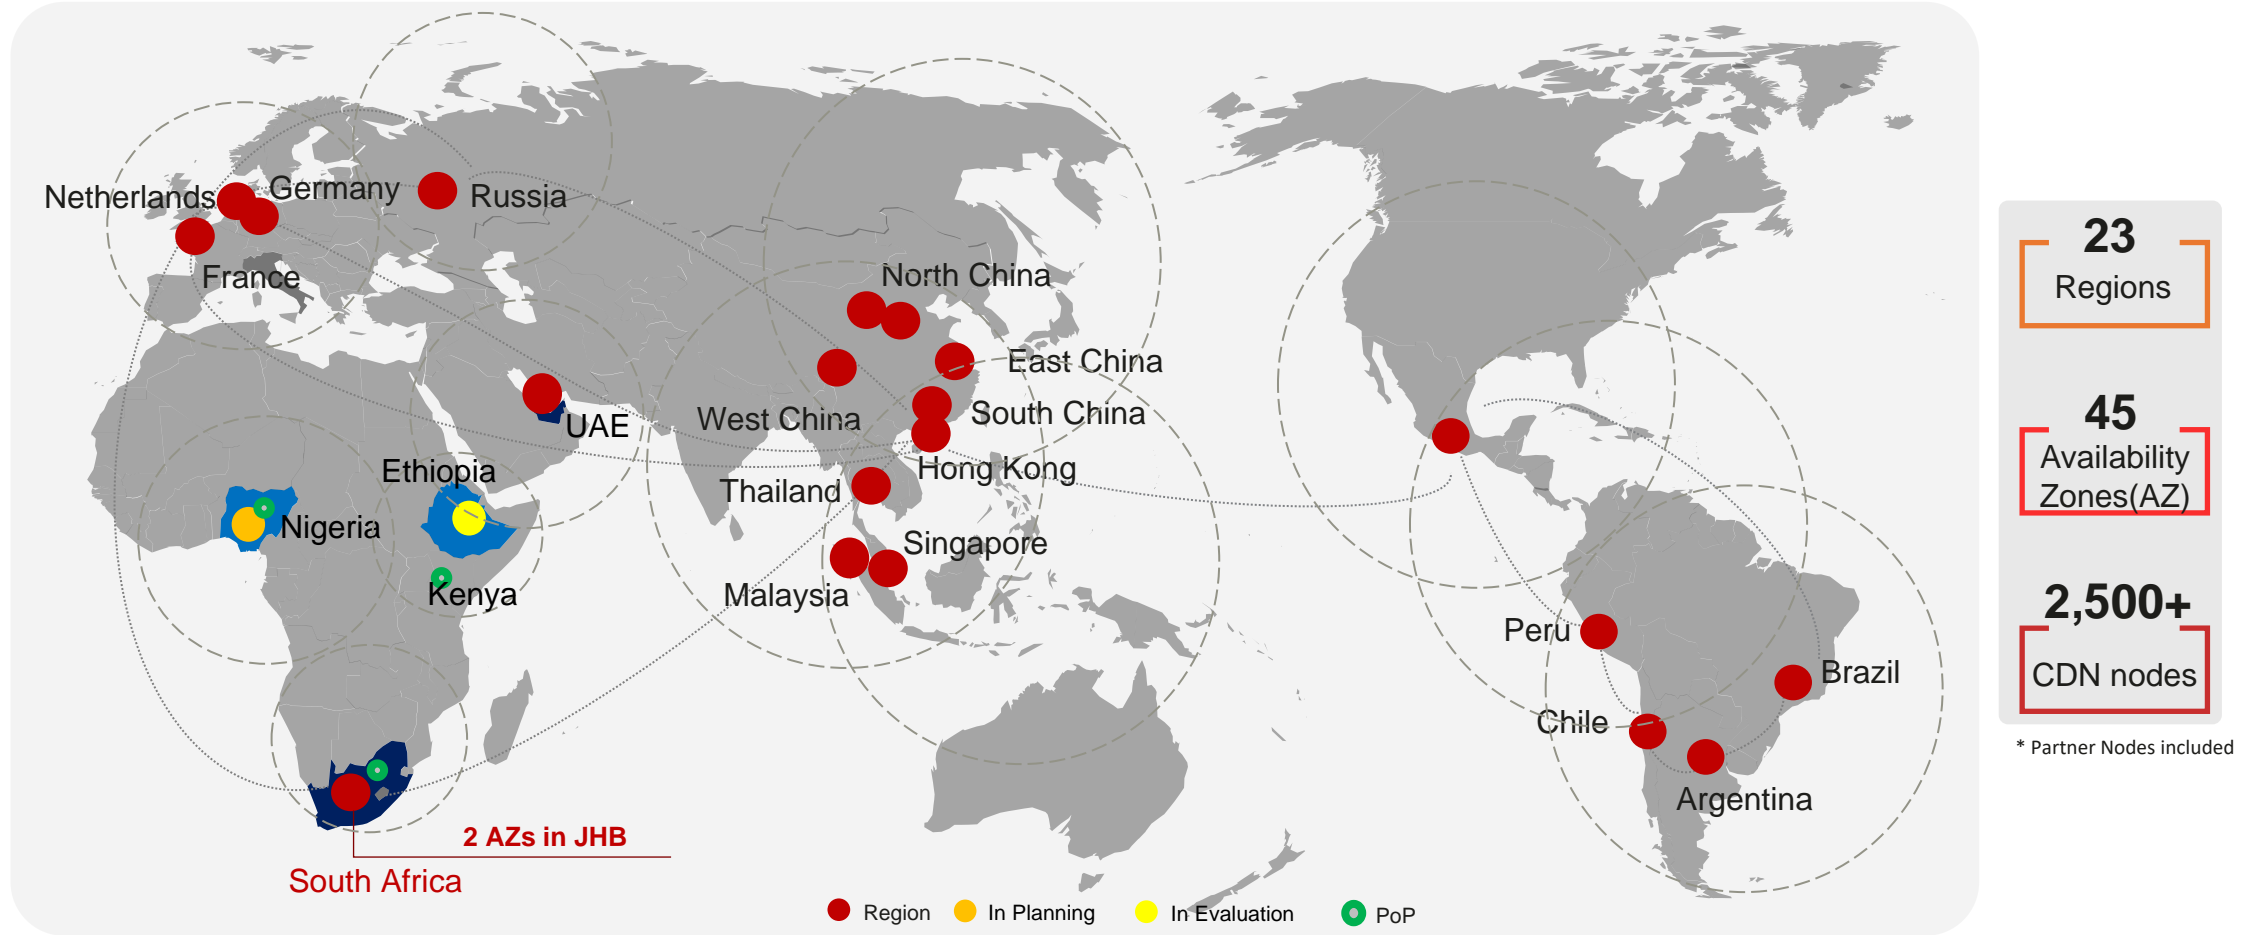 Netherlands
Germany
Russia
France
North China
East China
West China
South China
UAE
Hong Kong
Ethiopia
Thailand
Nigeria
Singapore
Kenya
Malaysia
Peru
Brazil
Chile
Argentina
2 AZs in JHB
South Africa
Region
In Planning
In Evaluation
PoP
23
Regions
45
Availability
Zones(AZ)
2,500+
CDN nodes
* Partner Nodes included